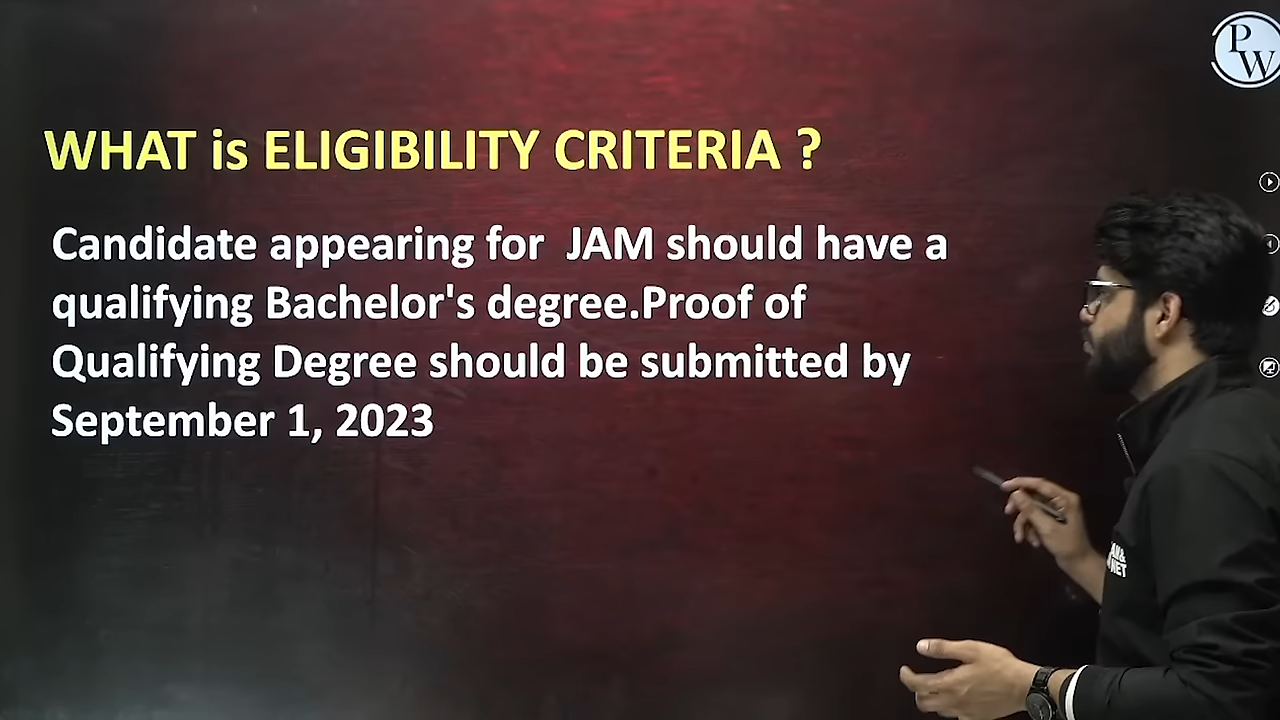 PW
WHAT is ELIGIBILITY CRITERIA ?
Candidate appearing for JAM should have a
qualifying Bachelor's degree.Proof of
Qualifying Degree should be submitted by
September 1, 2023
NET